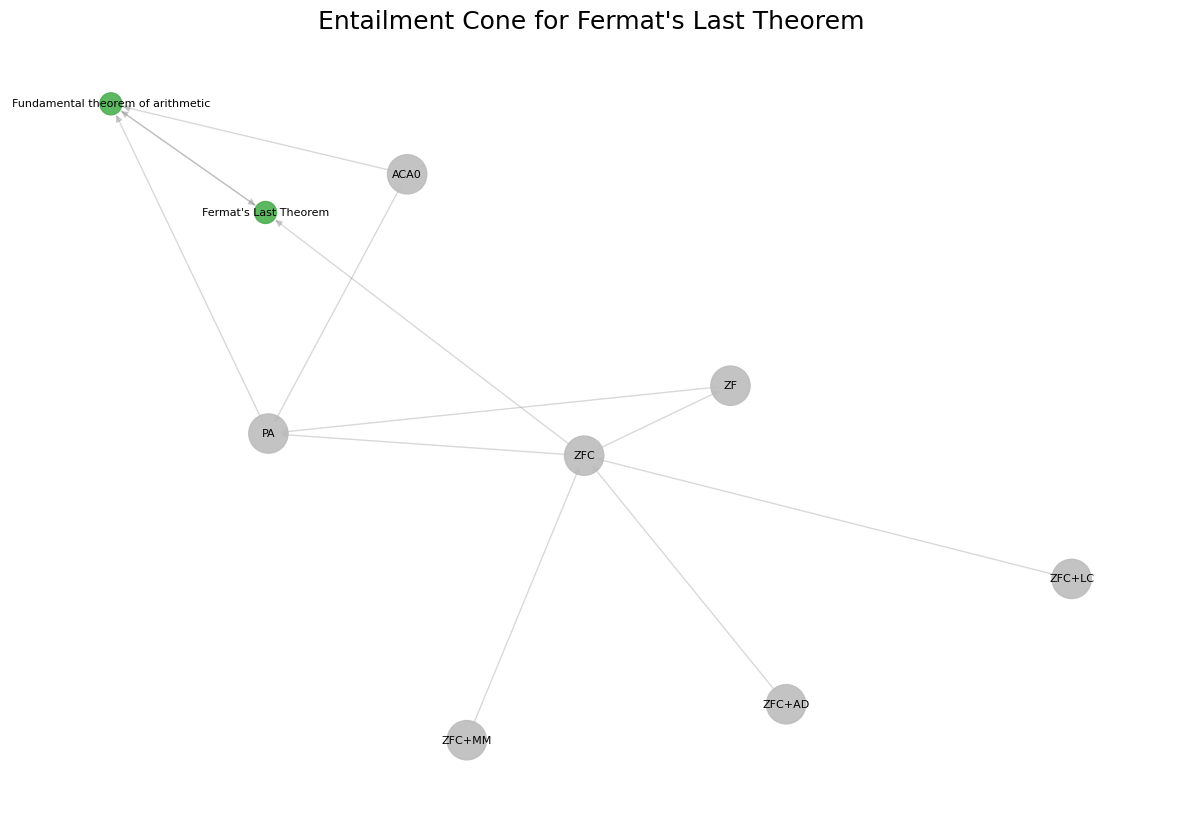 Entailment Cone for Fermat's Last Theorem
Fundamental theorem of arithmetic
ACA0
Fermat's Last Theorem
ZF
PA
ZFC
ZFC+LC
ZFC+AD
ZFC+MM